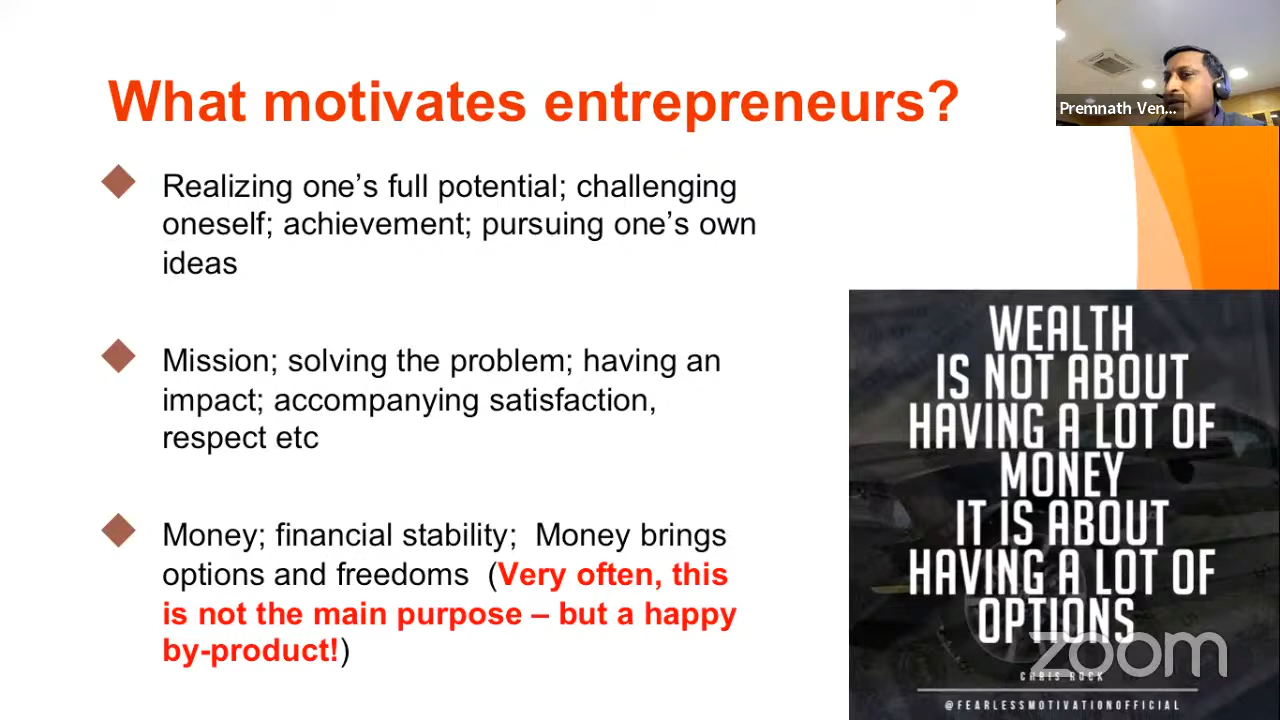 What motivates entrepreneurs?
Premnath Ven...
Realizing one’s full potential; challenging
oneself; achievement; pursuing one’s own
ideas
Mission; solving the problem; having an
impact; accompanying satisfaction,
respect etc
Money; financial stability;  Money brings
options and freedoms  (Very often, this
is not the main purpose – but a happy
by-product!)
WEALTH
IS NOT ABOUT
HAVING A LOT OF
MONEY
IT IS ABOUT
HAVING A LOT OF
OPTIONS
zoom
CHRIS ROCK
@FEARLESSMOTIVATIONOFFICIAL